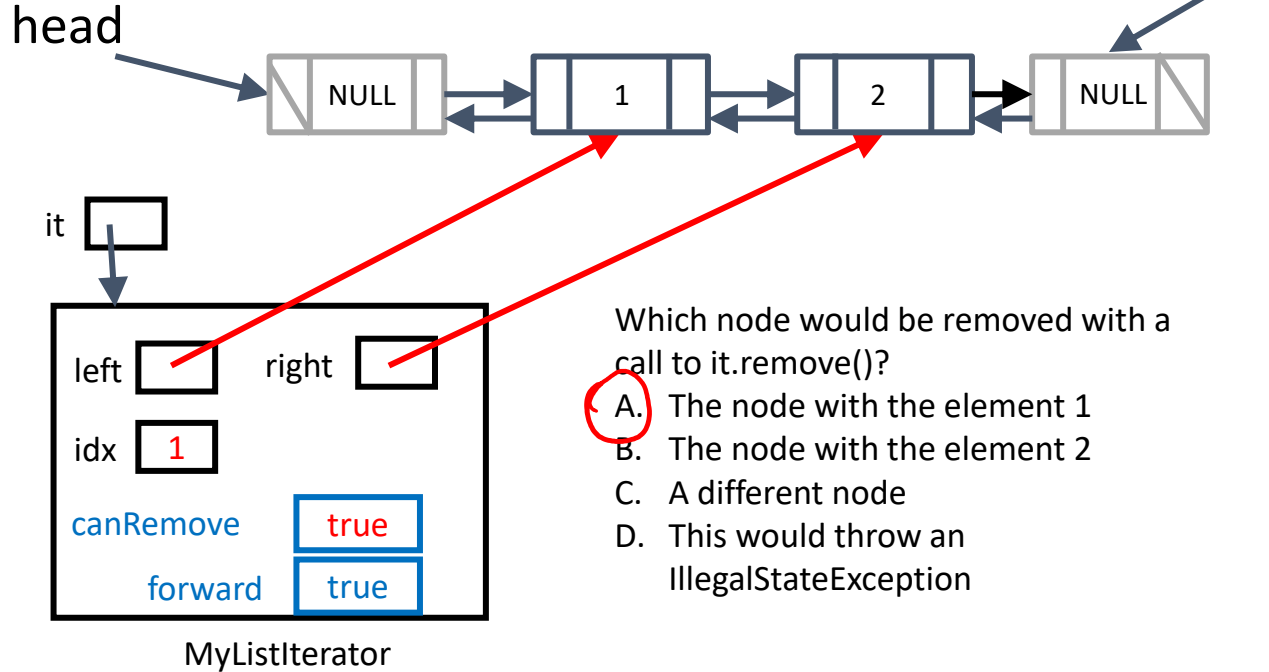 head
NULL
1
2
NULL
it
left
right
idx
1
canRemove
true
forward
true
MyListIterator
Which node would be removed with a
call to it.remove()?
A. The node with the element 1
B. The node with the element 2
C. A different node
D. This would throw an
IllegalStateException